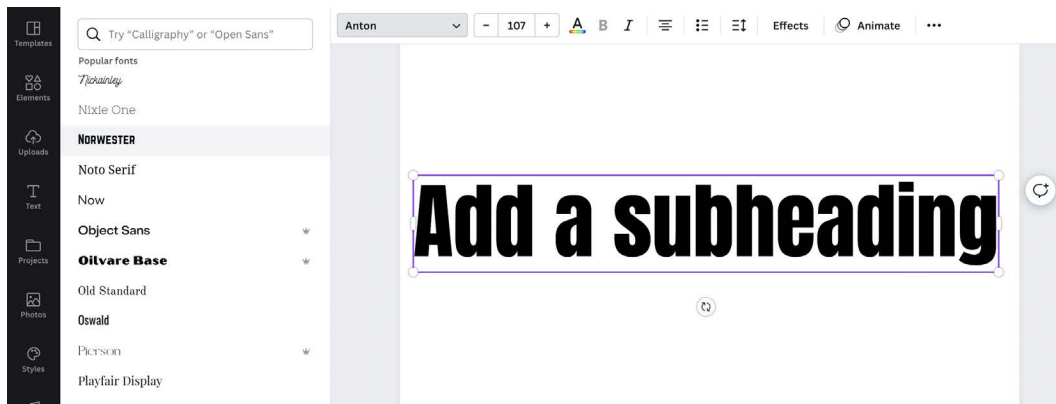 Templates
Elements
Uploads
Text
Projects
Photos
Styles
Try “Calligraphy” or “Open Sans”
Popular fonts
Nickainley
Nixie One
NORWESTER
Noto Serif
Now
Object Sans
Oilvare Base
Old Standard
Oswald
Pierson
Playfair Display
Anton - 107 + A B I Effects Animate
Add a subheading